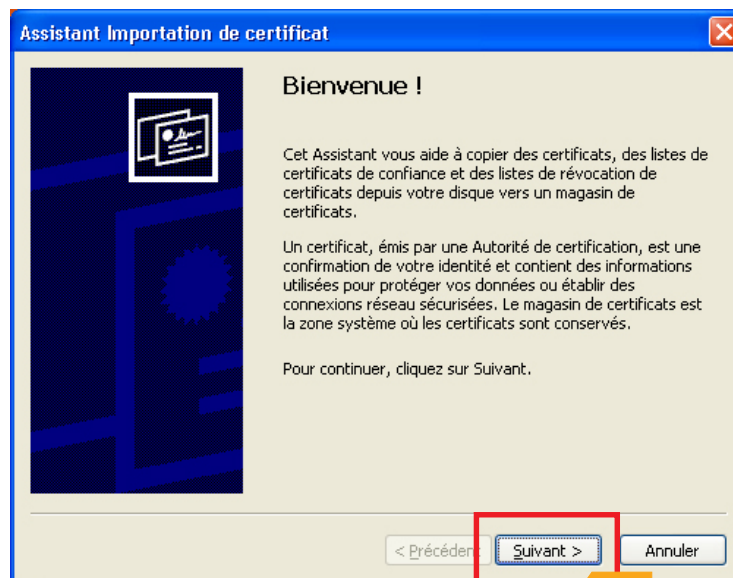 Assistant Importation de certificat
Bienvenue !
Cet Assistant vous aide à copier des certificats, des listes de
certificats de confiance et des listes de révocation de
certificats depuis votre disque vers un magasin de
certificats.
Un certificat, émis par une Autorité de certification, est une
confirmation de votre identité et contient des informations
utilisées pour protéger vos données ou établir des
connexions réseau sécurisées. Le magasin de certificats est
la zone système où les certificats sont conservés.
Pour continuer, cliquez sur Suivant.
< Précédent Suivant > Annuler